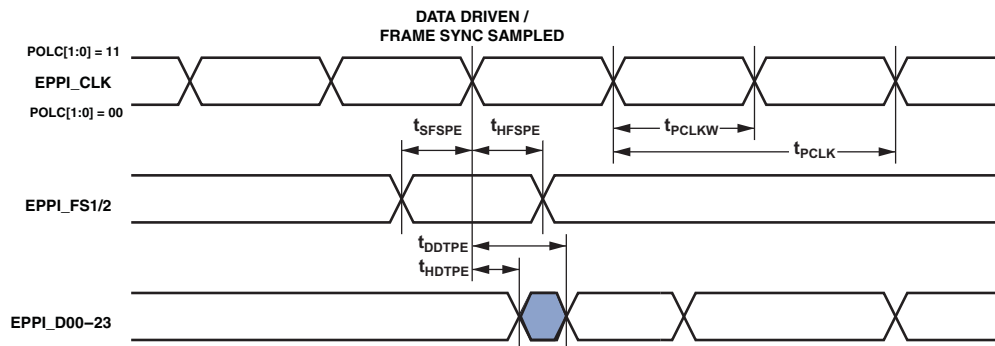 DATA DRIVEN /
FRAME SYNC SAMPLED
POLC[1:0] = 11
EPPI_CLK
POLC[1:0] = 00
tSFSPE
tHFSPE
tPCLKW
tPCLK
EPPI_FS1/2
tDDTPE
tHDTPE
EPPI_D00–23